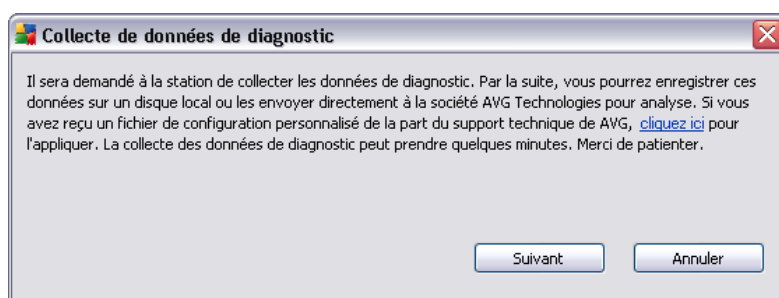 Collecte de données de diagnostic
Il sera demandé à la station de collecter les données de diagnostic. Par la suite, vous pourrez enregistrer ces
données sur un disque local ou les envoyer directement à la société AVG Technologies pour analyse. Si vous
avez reçu un fichier de configuration personnalisé de la part du support technique de AVG, cliquez ici pour
l'appliquer. La collecte des données de diagnostic peut prendre quelques minutes. Merci de patienter.
Suivant Annuler